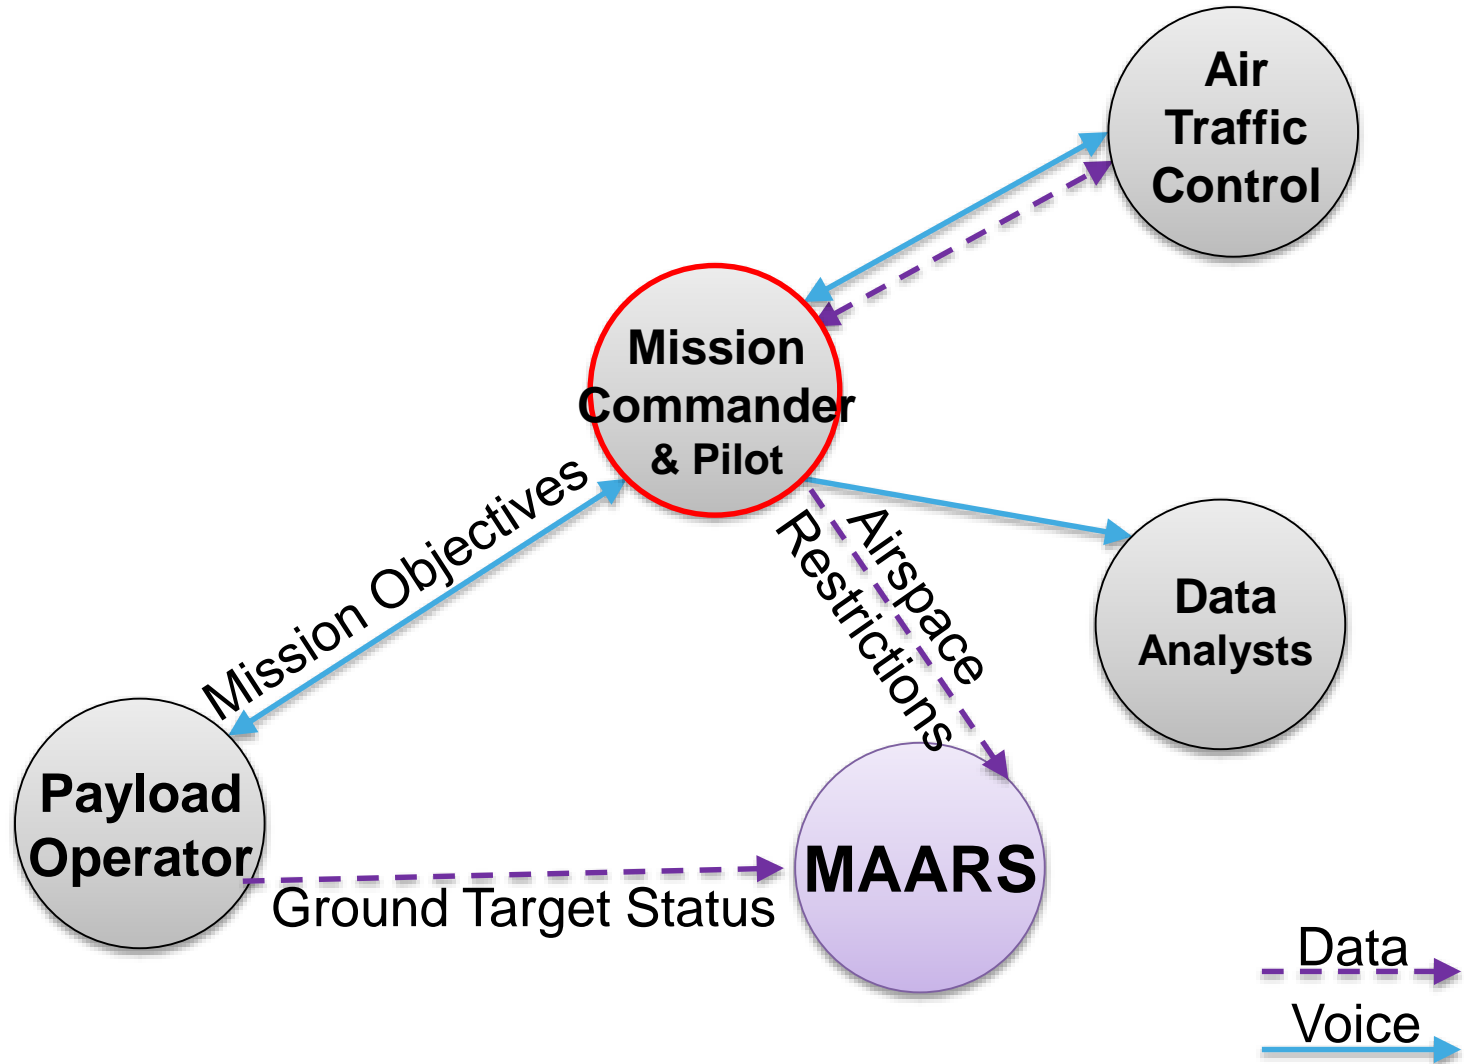 Air
Traffic
Control
Mission
Commander
& Pilot
Mission Objectives
Airspace
Restrictions
Data
Analysts
Payload
Operator
MAARS
Ground Target Status
Data
Voice